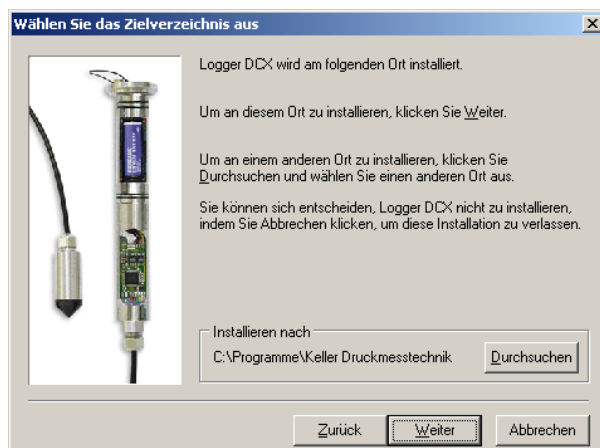 Wählen Sie das Zielverzeichnis aus
Logger DCX wird am folgenden Ort installiert.
Um an diesem Ort zu installieren, klicken Sie Weiter.
Um an einem anderen Ort zu installieren, klicken Sie
Durchsuchen und wählen Sie einen anderen Ort aus.
Sie können sich entscheiden, Logger DCX nicht zu installieren,
indem Sie Abbrechen klicken, um diese Installation zu verlassen.
Installieren nach
C:\Programme\Keller Druckmesstechnik
Durchsuchen
Zurück
Weiter
Abbrechen